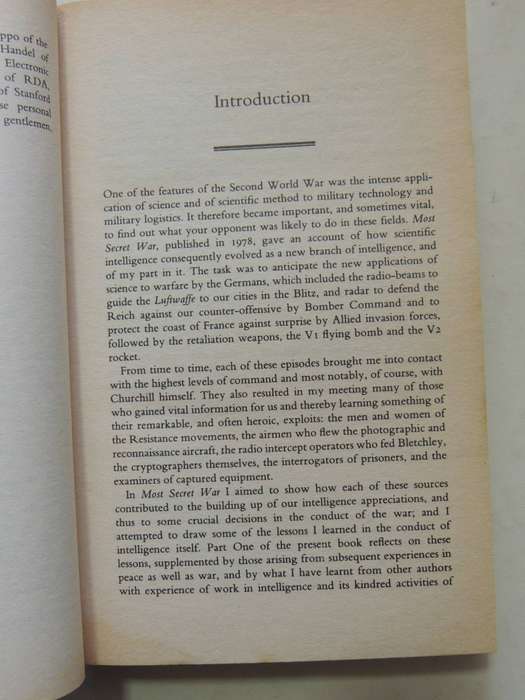 ppo of the
Handel of
Electronic
of RDA,
of Stanford
se personal
gentlemen,
Introduction
One of the features of the Second World War was the intense appli-
cation of science and of scientific method to military technology and
military logistics. It therefore became important, and sometimes vital,
to find out what your opponent was likely to do in these fields. Most
Secret War, published in 1978, gave an account of how scientific
intelligence consequently evolved as a new branch of intelligence, and
of my part in it. The task was to anticipate the new applications of
science to warfare by the Germans, which included the radio-beams to
guide the Luftwaffe to our cities in the Blitz, and radar to defend the
Reich against our counter-offensive by Bomber Command and to
protect the coast of France against surprise by Allied invasion forces,
followed by the retaliation weapons, the V1 flying bomb and the V2
rocket.
From time to time, each of these episodes brought me into contact
with the highest levels of command and most notably, of course, with
Churchill himself. They also resulted in my meeting many of those
who gained vital information for us and thereby learning something of
their remarkable, and often heroic, exploits: the men and women of
the Resistance movements, the airmen who flew the photographic and
reconnaissance aircraft, the radio intercept operators who fed Bletchley,
the cryptographers themselves, the interrogators of prisoners, and the
examiners of captured equipment.
In Most Secret War I aimed to show how each of these sources
contributed to the building up of our intelligence appreciations, and
thus to some crucial decisions in the conduct of the war; and I
attempted to draw some of the lessons I learned in the conduct of
intelligence itself. Part One of the present book reflects on these
lessons, supplemented by those arising from subsequent experiences in
peace as well as war, and by what I have learnt from other authors
with experience of work in intelligence and its kindred activities of